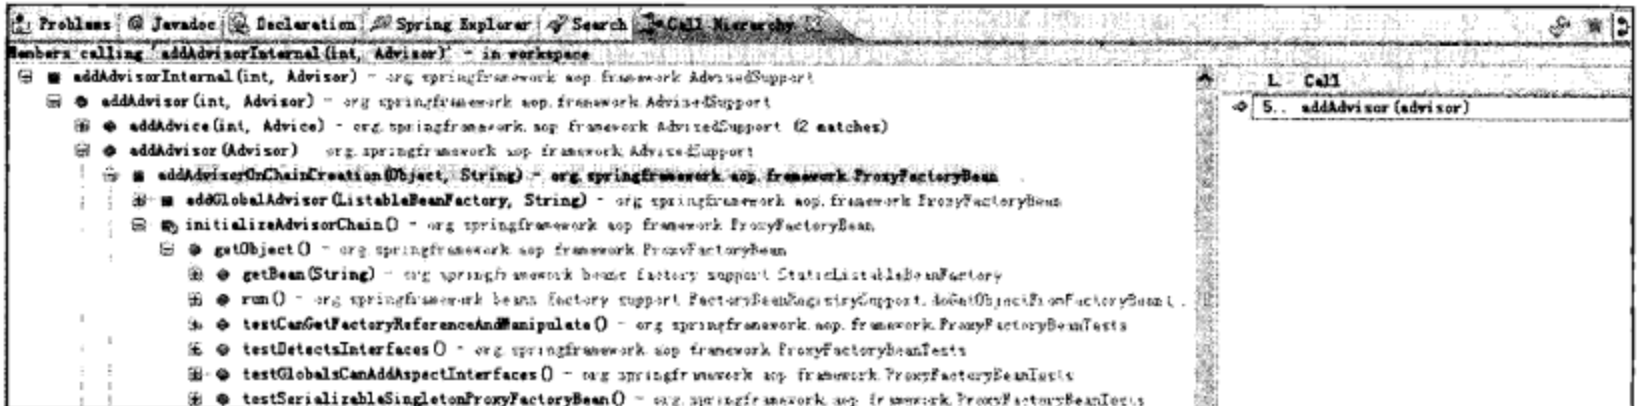 Problems @ Javadoc Declaration Spring Explorer Search Call Hierarchy
Members calling 'addAdvisorInternal(int, Advisor)' - in workspace
addAdvisorInternal(int, Advisor) - org.springframework.aop.framework.AdvisedSupport
addAdvisor(int, Advisor) - org.springframework.aop.framework.AdvisedSupport
addAdvice(int, Advice) - org.springframework.aop.framework.AdvisedSupport (2 matches)
addAdvisor(Advisor) - org.springframework.aop.framework.AdvisedSupport
addAdvisorOnChainCreation(Object, String) - org.springframework.aop.framework.ProxyFactoryBean
addGlobalAdvisor(ListableBeanFactory, String) - org.springframework.aop.framework.ProxyFactoryBean
initializeAdvisorChain() - org.springframework.aop.framework.ProxyFactoryBean
getObject() - org.springframework.aop.framework.ProxyFactoryBean
getBean(String) - org.springframework.beans.factory.support.StaticListableBeanFactory
run() - org.springframework.beans.factory.support.FactoryBeanRegistrySupport.doGetObjectFromFactoryBean(.
testCanGetFactoryReferenceAndManipulate() - org.springframework.aop.framework.ProxyFactoryBeanTests
testDetectsInterfaces() - org.springframework.aop.framework.ProxyFactoryBeanTests
testGlobalsCanAddAspectInterfaces() - org.springframework.aop.framework.ProxyFactoryBeanTests
testSerializableSingletonProxyFactoryBean() - org.springframework.aop.framework.ProxyFactoryBeanTests
L. Call
5.. addAdvisor(advisor)